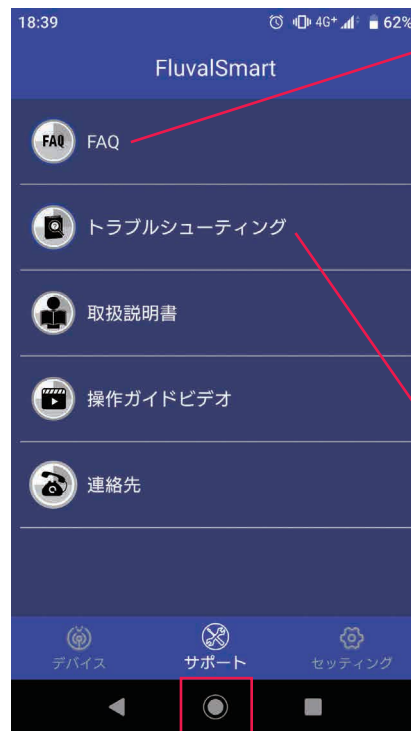 18:39 4G+ 62%
FluvalSmart
FAQ FAQ
トラブルシューティング
取扱説明書
操作ガイドビデオ
連絡先
デバイス サポート セッティング